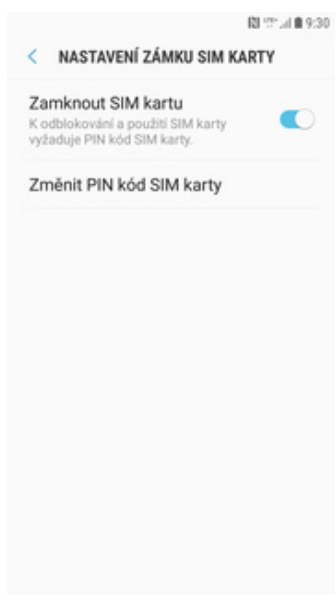 9:30
NASTAVENÍ ZÁMKU SIM KARTY
Zamknout SIM kartu
K odblokování a použití SIM karty
vyžaduje PIN kód SIM karty.
Změnit PIN kód SIM karty